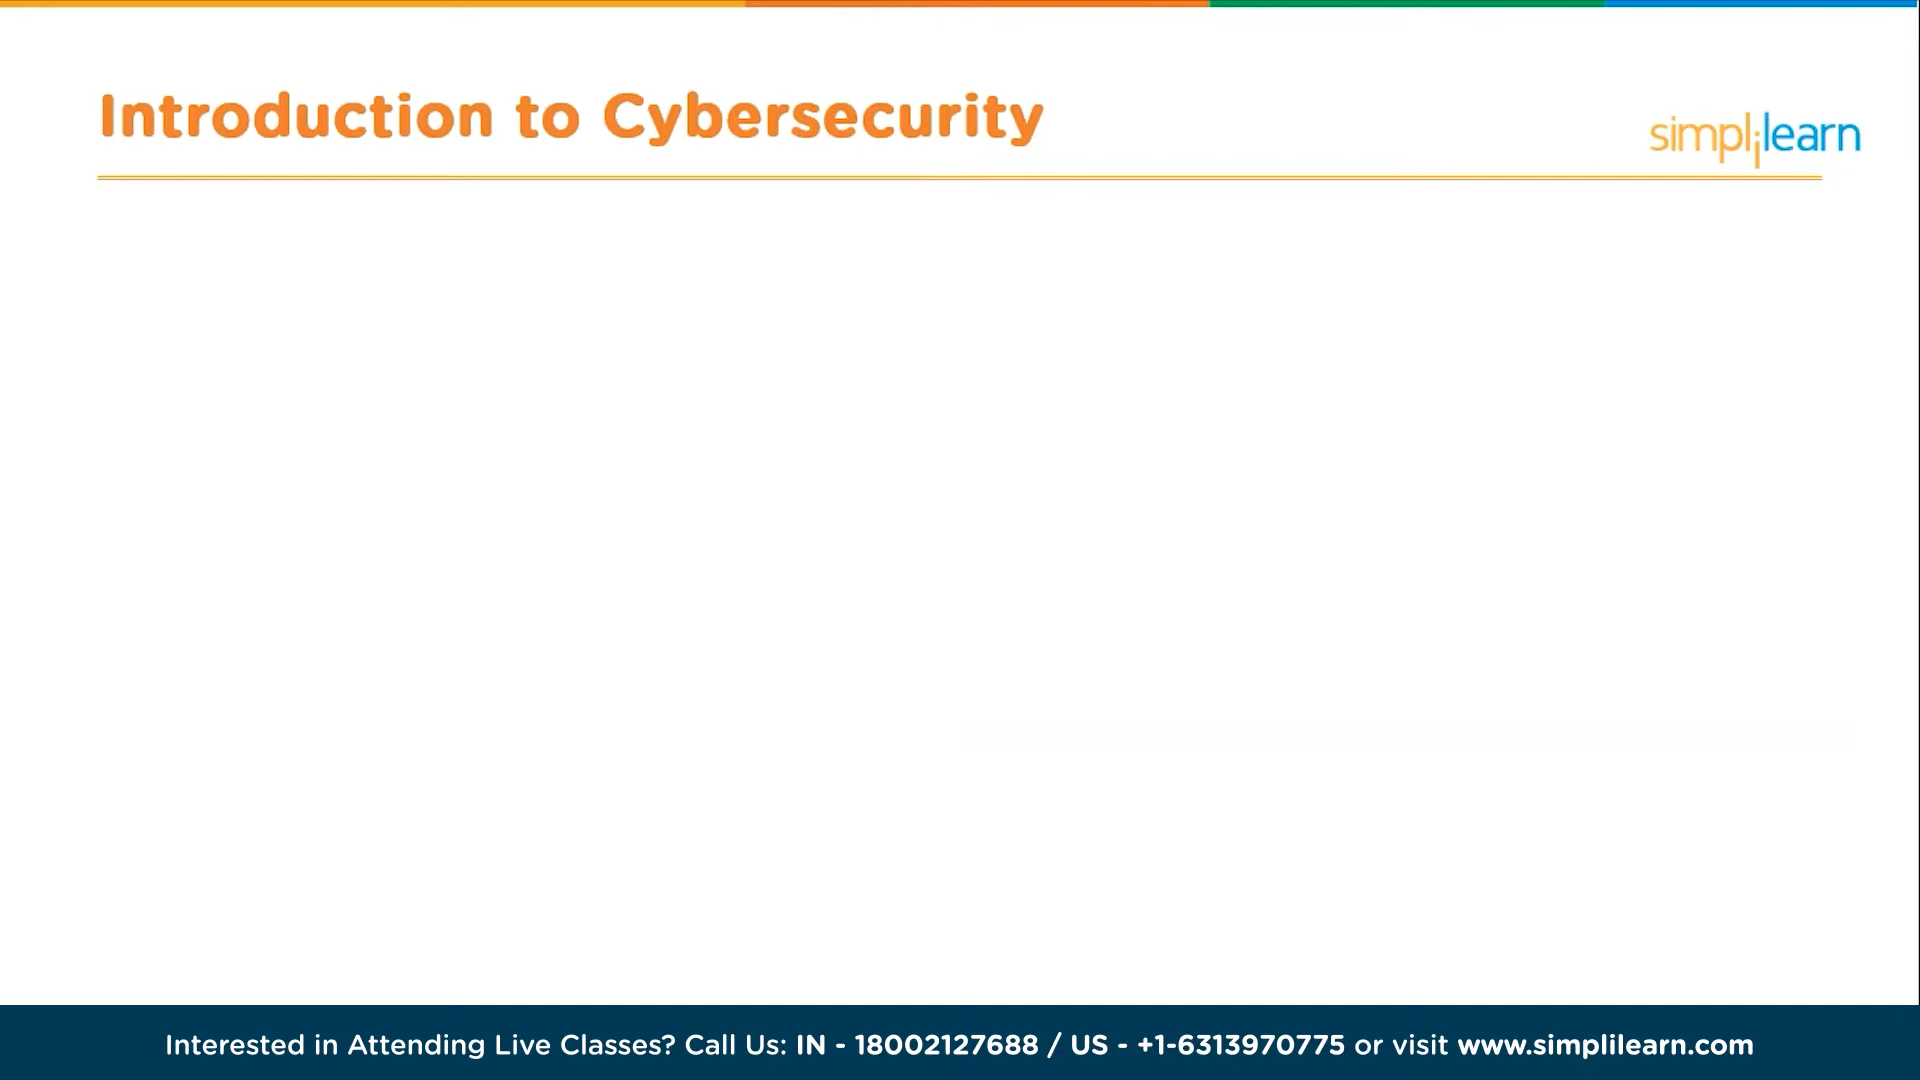 Introduction to Cybersecurity
simplilearn
Interested in Attending Live Classes? Call Us: IN - 18002127688 / US - +1-6313970775 or visit www.simplilearn.com